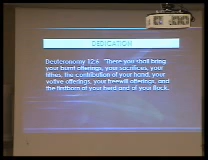 DEDICATION
Deuteronomy 12:6 "There you shall bring
your burnt offerings, your sacrifices, your
tithes, the contribution of your hand, your
votive offerings, your freewill offerings, and
the firstborn of your herd and of your flock.